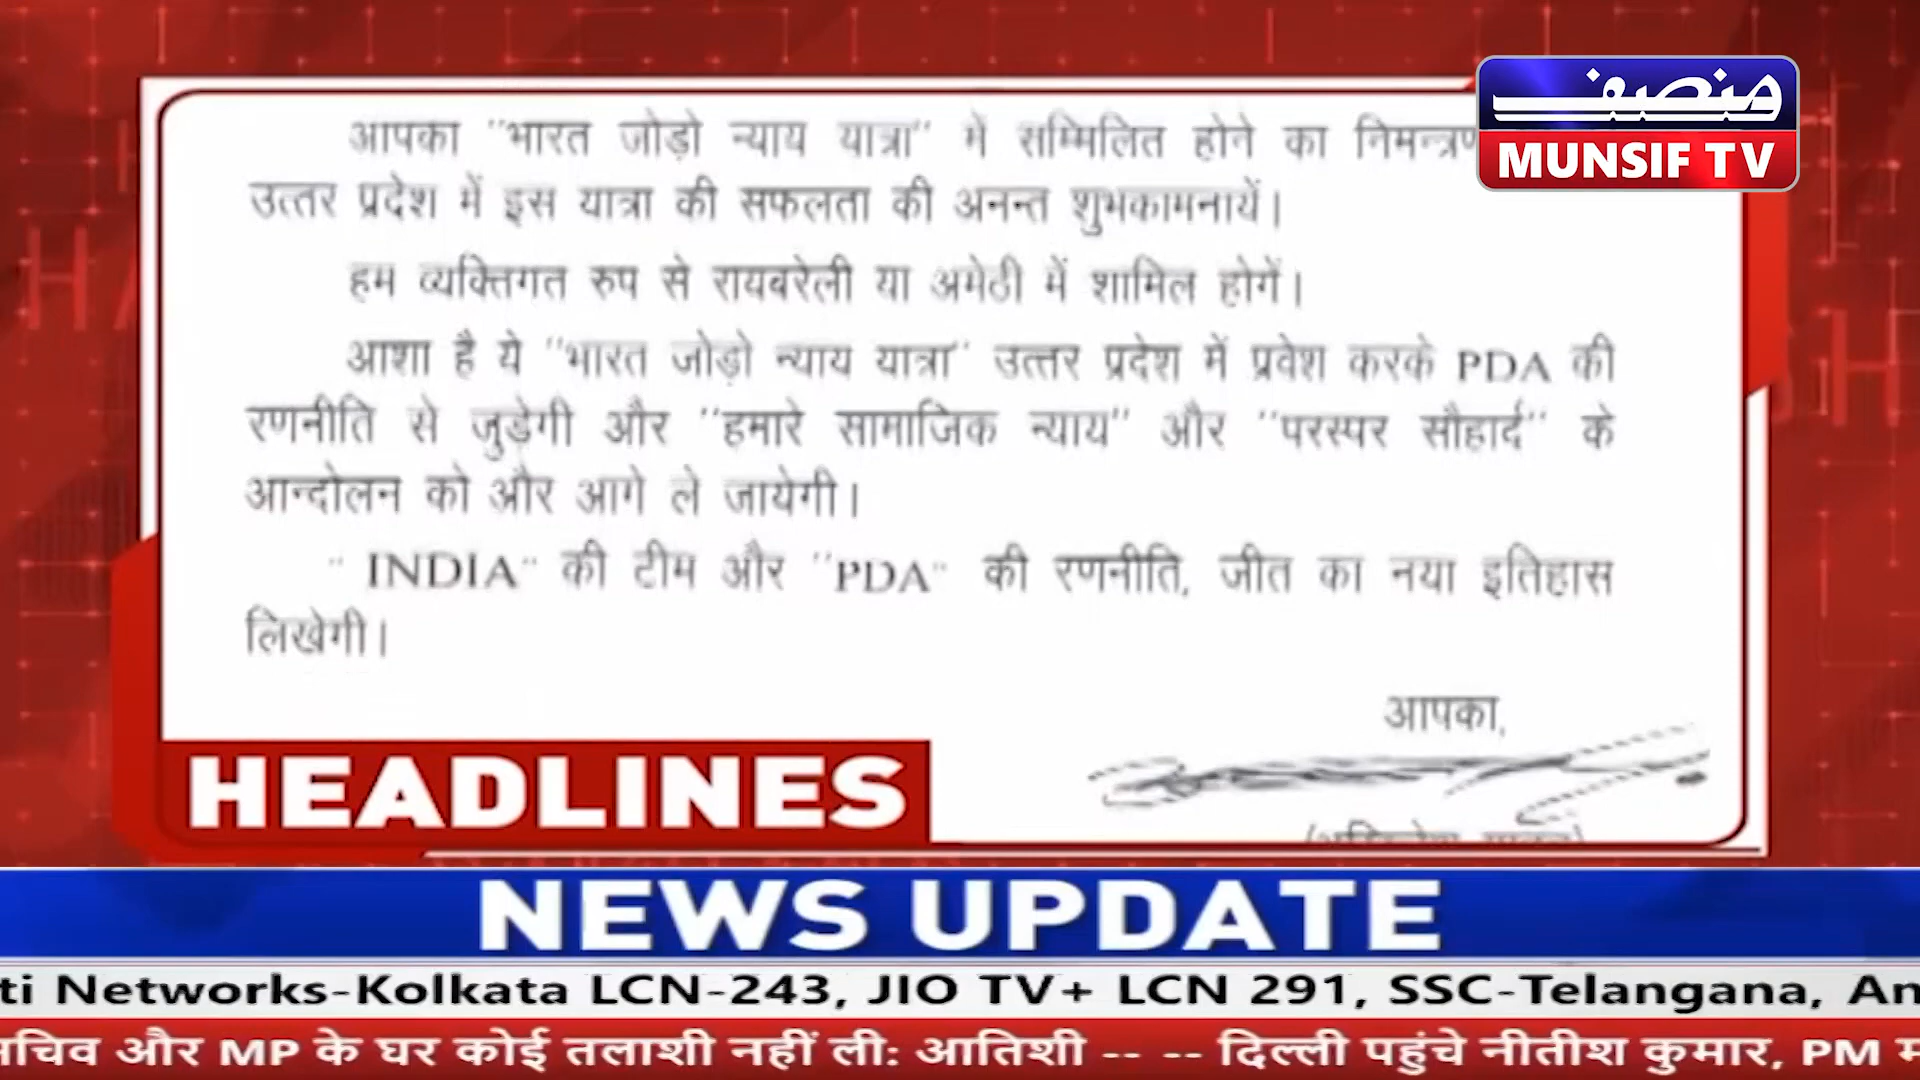 منصف
MUNSIF TV
आपका "भारत जोड़ो न्याय यात्रा" में सम्मिलित होने का
उत्तर प्रदेश में इस यात्रा की सफलता की अनन्त शुभकामनायें।
हम व्यक्तिगत रुप से रायबरेली या अमेठी में शामिल होगें।
आशा है ये "भारत जोड़ो न्याय यात्रा" उत्तर प्रदेश में प्रवेश करके PDA की
रणनीति से जुड़ेगी और "हमारे सामाजिक न्याय" और "परस्पर सौहार्द" के
आन्दोलन को और आगे ले जायेगी।
" INDIA" की टीम और "PDA" की रणनीति, जीत का नया इतिहास
लिखेगी।
आपका,
HEADLINES
NEWS UPDATE
ti Networks-Kolkata LCN-243, JIO TV+ LCN 291, SSC-Telangana, An
और MP के घर कोई तलाशी नहीं ली: आतिशी -- -- दिल्ली पहुंचे नीतीश कुमार, PM